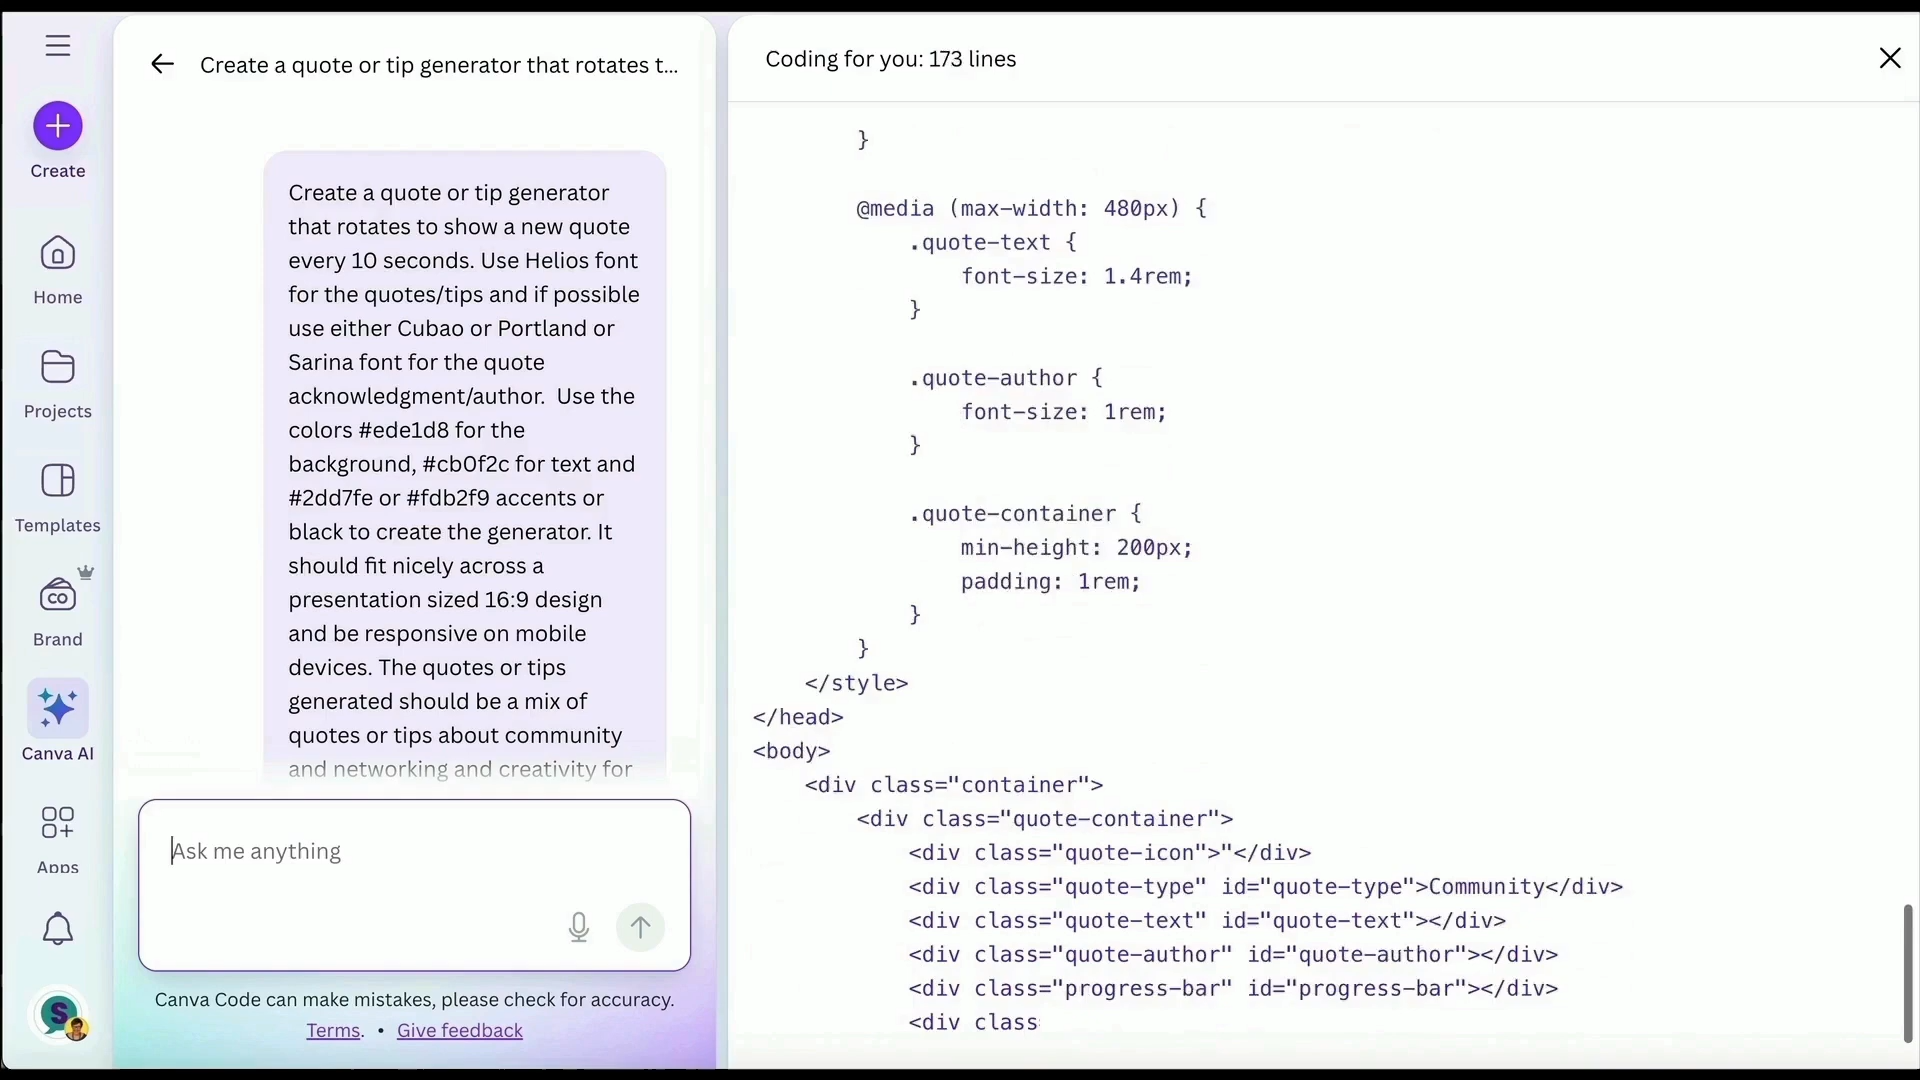 Create
Home
Projects
Templates
CO
Brand
Canva AI
Apps
S
Create a quote or tip generator that rotates t...
Create a quote or tip generator
that rotates to show a new quote
every 10 seconds. Use Helios font
for the quotes/tips and if possible
use either Cubao or Portland or
Sarina font for the quote
acknowledgment/author.  Use the
colors #ede1d8 for the
background, #cb0f2c for text and
#2dd7fe or #fdb2f9 accents or
black to create the generator. It
should fit nicely across a
presentation sized 16:9 design
and be responsive on mobile
devices. The quotes or tips
generated should be a mix of
quotes or tips about community
and networking and creativity for
Ask me anything
Canva Code can make mistakes, please check for accuracy.
Terms. • Give feedback
Coding for you: 173 lines
}
@media (max-width: 480px) {
.quote-text {
font-size: 1.4rem;
}
.quote-author {
font-size: 1rem;
}
.quote-container {
min-height: 200px;
padding: 1rem;
}
}
</style>
</head>
<body>
<div class="container">
<div class="quote-container">
<div class="quote-icon">"</div>
<div class="quote-type" id="quote-type">Community</div>
<div class="quote-text" id="quote-text"></div>
<div class="quote-author" id="quote-author"></div>
<div class="progress-bar" id="progress-bar"></div>
<div class